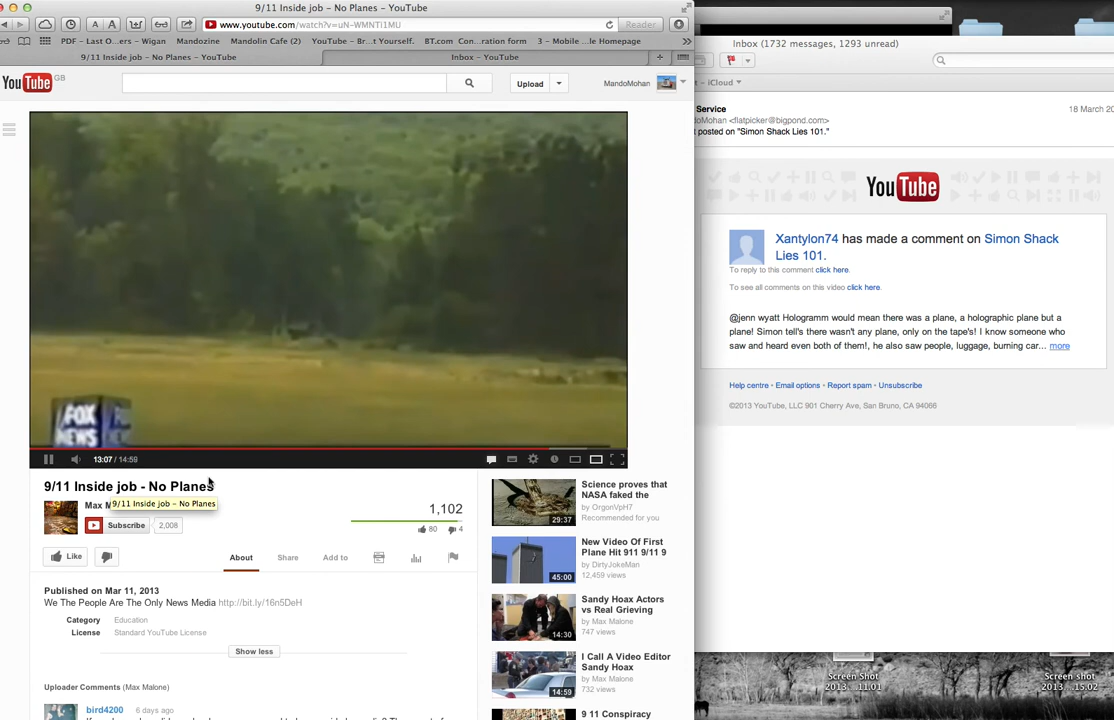 9/11 Inside job - No Planes - YouTube
www.youtube.com/watch?v=uN-WMNTl1MU
Reader
PDF - Last O...ers - Wigan
Mandozine
Mandolin Cafe (2)
YouTube - Br...t Yourself.
BT.com
Con...ration form
3 - Mobile ...le Homepage
9/11 Inside job - No Planes - YouTube
Inbox - YouTube
YouTube GB
Upload
MandoMohan
FOX
NEWS
13:07 / 14:59
9/11 Inside job - No Planes
Max M
9/11 Inside job - No Planes
Subscribe
2,008
1,102
80
4
Like
About
Share
Add to
Published on Mar 11, 2013
We The People Are The Only News Media http://bit.ly/16n5DeH
Category
Education
License
Standard YouTube License
Show less
Uploader Comments (Max Malone)
bird4200
6 days ago
29:37
Science proves that
NASA faked the
by OrgonVpH7
Recommended for you
45:00
New Video Of First
Plane Hit 911 9/11 9
by DirtyJokeMan
12,459 views
14:30
Sandy Hoax Actors
vs Real Grieving
by Max Malone
747 views
14:59
I Call A Video Editor
Sandy Hoax
by Max Malone
732 views
9 11 Conspiracy
Inbox (1732 messages, 1293 unread)
- iCloud
Service
18 March 20
doMohan <flatpicker@bigpond.com>
t posted on "Simon Shack Lies 101."
YouTube
Xantylon74 has made a comment on Simon Shack
Lies 101.
To reply to this comment click here.
To see all comments on this video click here.
@jenn wyatt Hologramm would mean there was a plane, a holographic plane but a
plane! Simon tell's there wasn't any plane, only on the tape's! I know someone who
saw and heard even both of them!, he also saw people, luggage, burning car... more
Help centre • Email options • Report spam • Unsubscribe
©2013 YouTube, LLC 901 Cherry Ave, San Bruno, CA 94066
Screen Shot
2013 ...11.01
Screen shot
2013 ...15.02